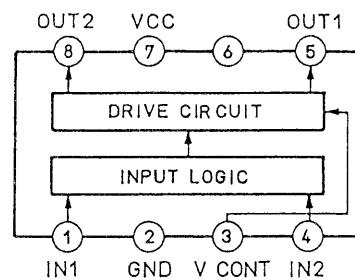 OUT2 VCC OUT1
8 7 6 5
DRIVE CIRCUIT
INPUT LOGIC
1 2 3 4
IN1 GND V CONT IN2